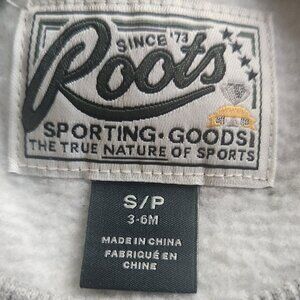 SINCE '73
Roots
SPORTING•GOODS
THE TRUE NATURE OF SPORTS
S/P
3-6M
MADE IN CHINA
FABRIQUÉ EN
CHINE